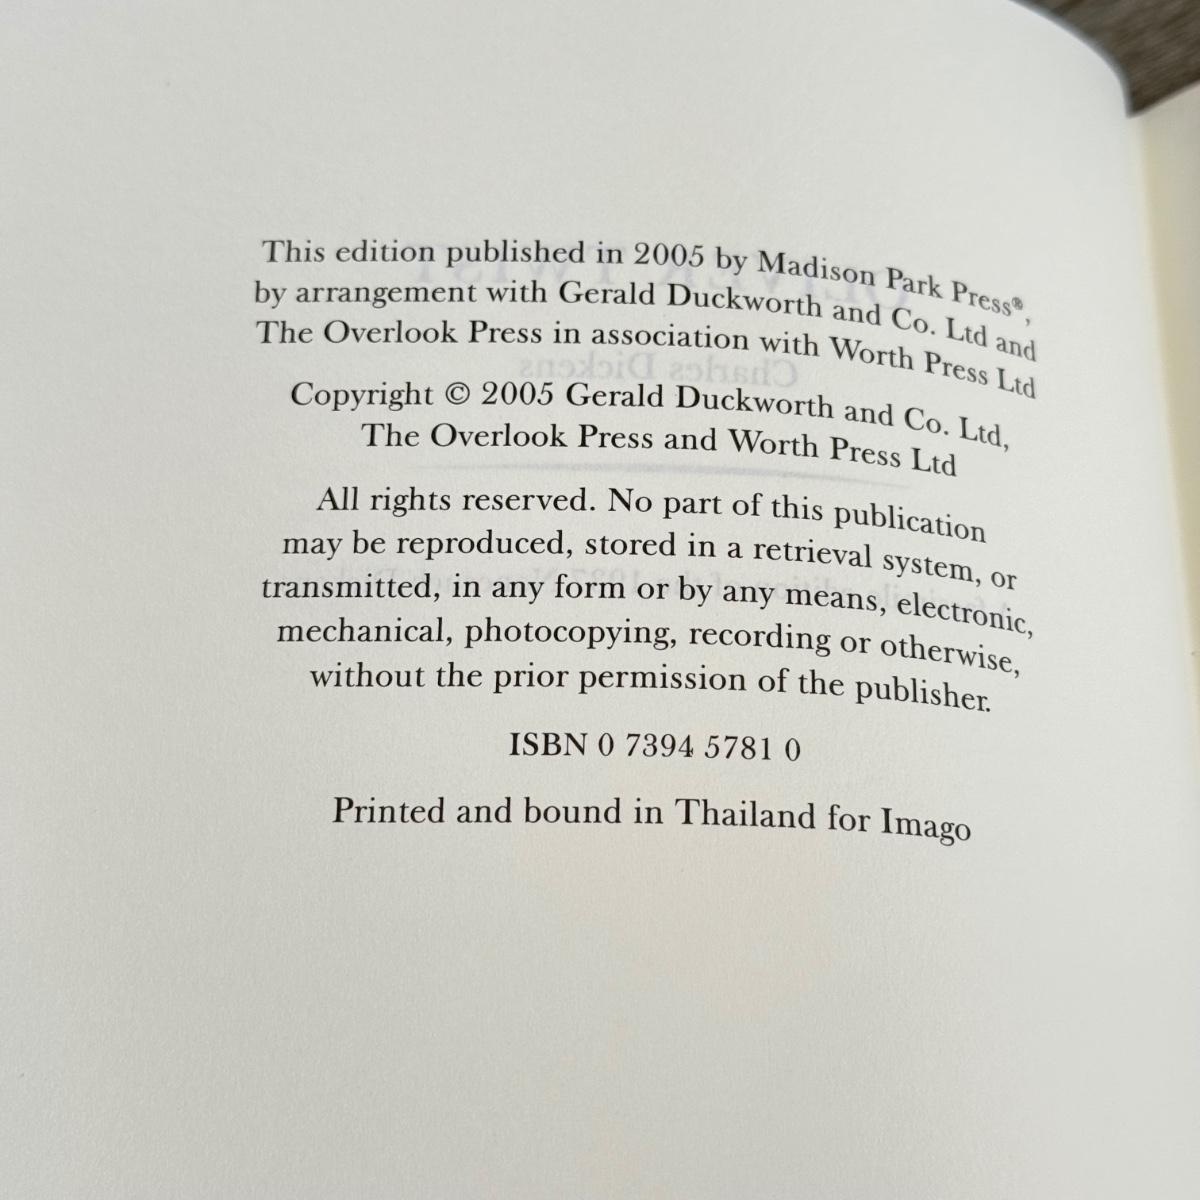 This edition published in 2005 by Madison Park Press®,
by arrangement with Gerald Duckworth and Co. Ltd and
The Overlook Press in association with Worth Press Ltd
Copyright © 2005 Gerald Duckworth and Co. Ltd,
The Overlook Press and Worth Press Ltd
All rights reserved. No part of this publication
may be reproduced, stored in a retrieval system, or
transmitted, in any form or by any means, electronic,
mechanical, photocopying, recording or otherwise,
without the prior permission of the publisher.
ISBN 0 7394 5781 0
Printed and bound in Thailand for Imago
OLIVER TWIST
Charles Dickens